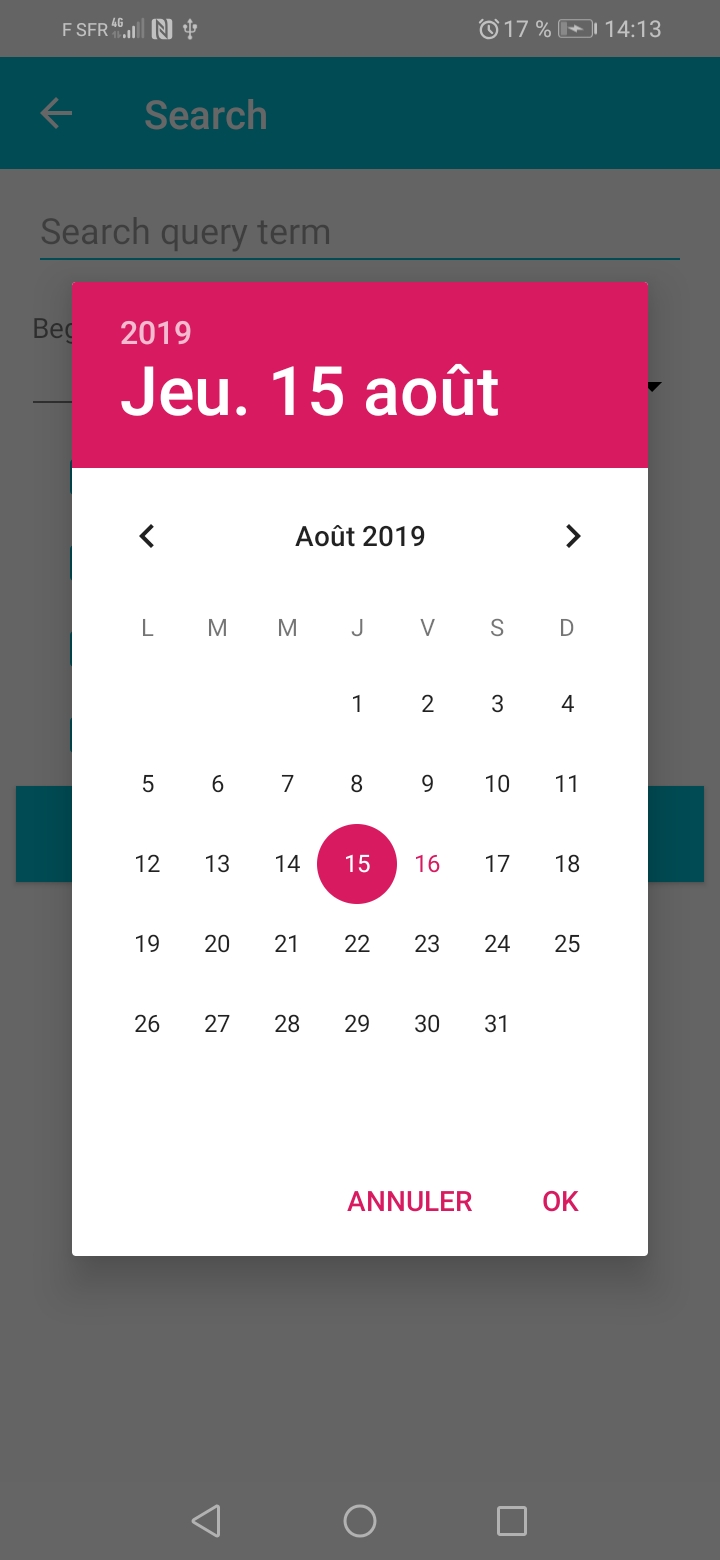 F SFR 4G 17 % 14:13
Search
Search query term
2019
Jeu. 15 août
Août 2019
L M M J V S D
1 2 3 4
5 6 7 8 9 10 11
12 13 14 15 16 17 18
19 20 21 22 23 24 25
26 27 28 29 30 31
ANNULER OK